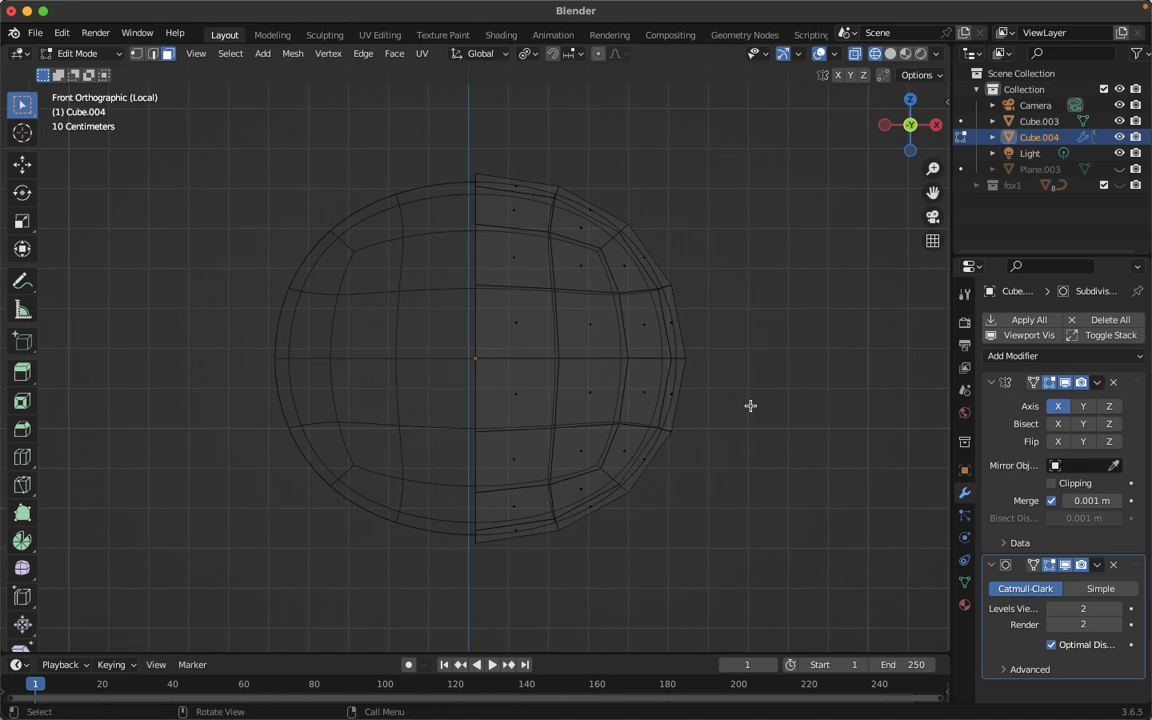 Blender
File Edit Render Window Help Layout Modeling Sculpting UV Editing Texture Paint Shading Animation Rendering Compositing Geometry Nodes Scripting Scene ViewLayer
Edit Mode View Select Add Mesh Vertex Edge Face UV Global
X Y Z Options
Front Orthographic (Local)
(1) Cube.004
10 Centimeters
Z
-Y
X
Scene Collection
Collection
Camera
Cube.003
Cube.004
Light
Plane.003
fox1 8
Cube.... Subdivis...
Apply All Delete All
Viewport Vis Toggle Stack
Add Modifier
Axis X Y Z
Bisect X Y Z
Flip X Y Z
Mirror Obj...
Clipping
Merge 0.001 m
Bisect Dis... 0.001 m
Data
Catmull-Clark Simple
Levels Vie... 2
Render 2
Optimal Dis...
Advanced
Playback Keying View Marker 1 Start 1 End 250
1 20 40 60 80 100 120 140 160 180 200 220 240
Select Rotate View Call Menu 3.6.5